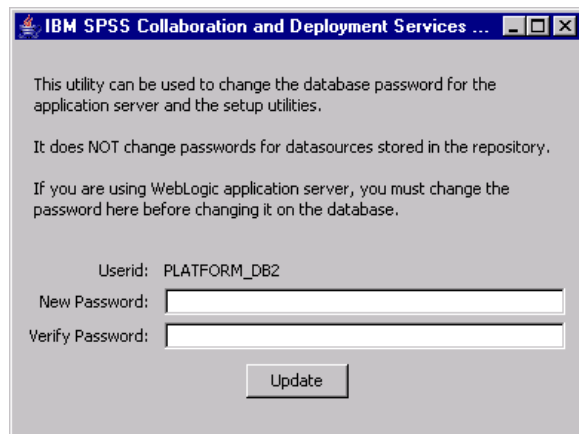 IBM SPSS Collaboration and Deployment Services ...
This utility can be used to change the database password for the
application server and the setup utilities.
It does NOT change passwords for datasources stored in the repository.
If you are using WebLogic application server, you must change the
password here before changing it on the database.
Userid: PLATFORM_DB2
New Password:
Verify Password:
Update